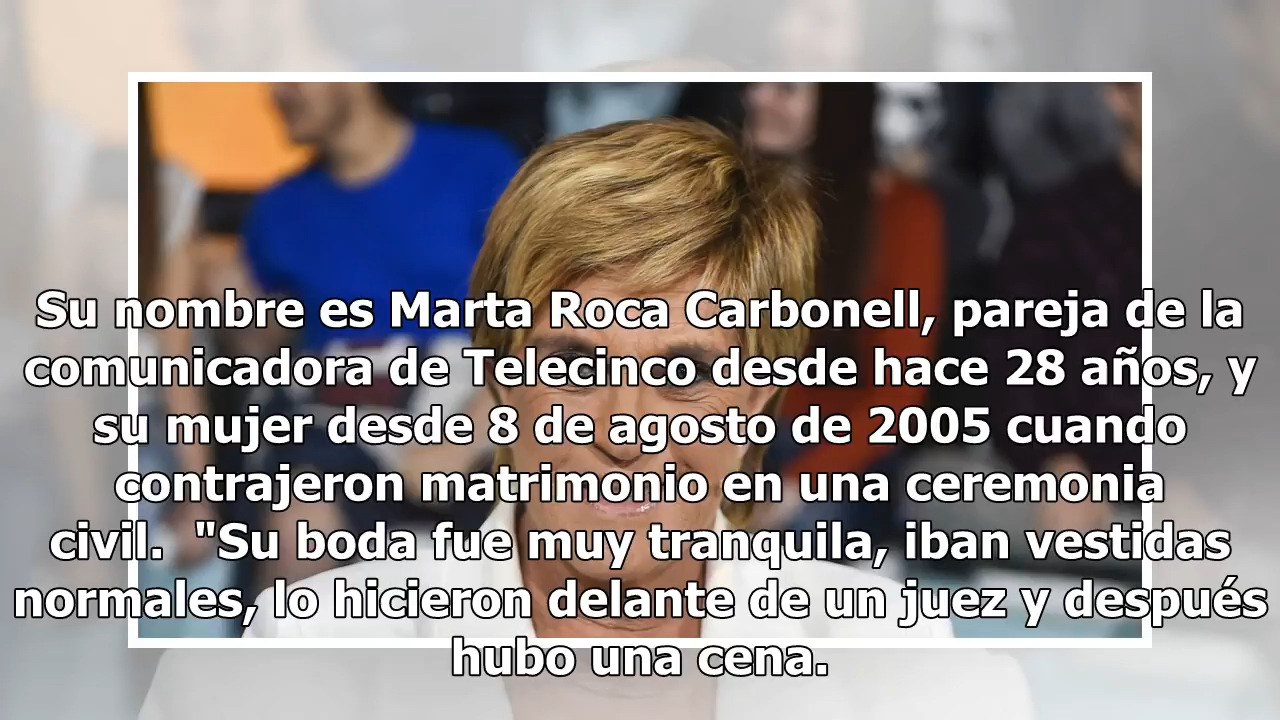 Su nombre es Marta Roca Carbonell, pareja de la
comunicadora de Telecinco desde hace 28 años, y
su mujer desde 8 de agosto de 2005 cuando
contrajeron matrimonio en una ceremonia
civil.  "Su boda fue muy tranquila, iban vestidas
normales, lo hicieron delante de un juez y después
hubo una cena.